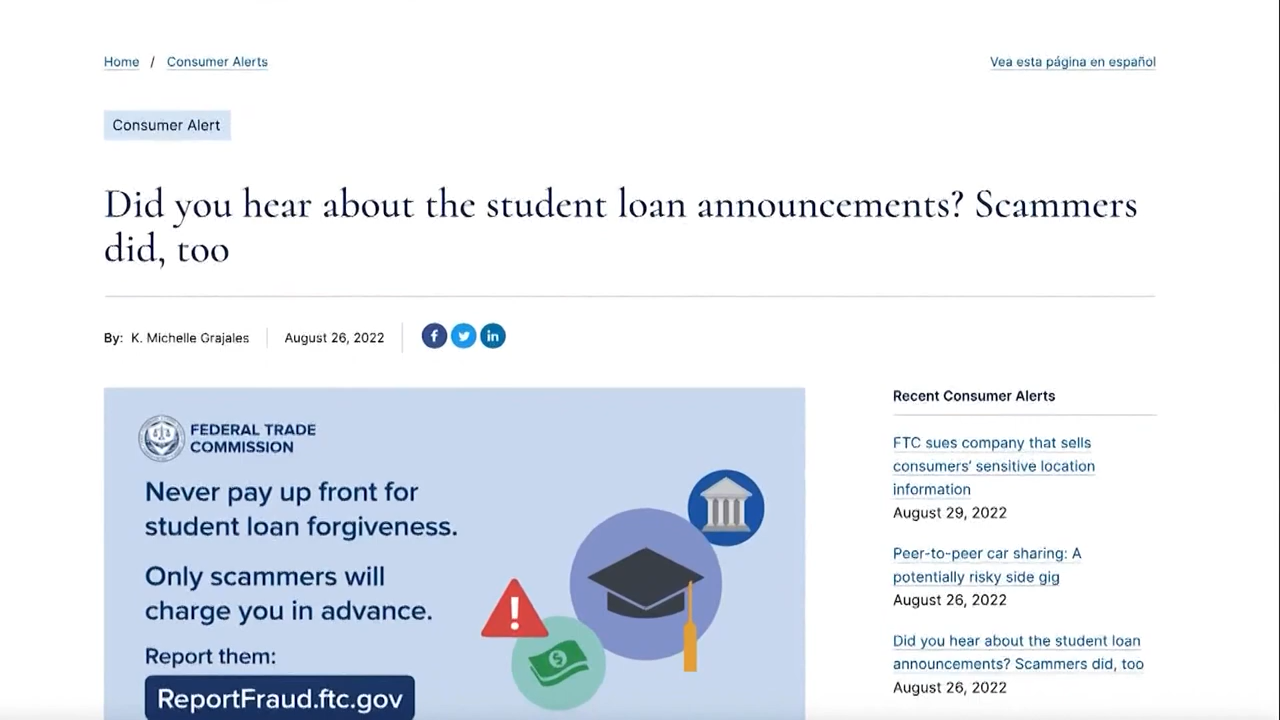 Home / Consumer Alerts
Vea esta página en español
Consumer Alert
Did you hear about the student loan announcements? Scammers
did, too
By: K. Michelle Grajales
August 26, 2022
FEDERAL TRADE
COMMISSION
Never pay up front for
student loan forgiveness.
Only scammers will
charge you in advance.
Report them:
ReportFraud.ftc.gov
Recent Consumer Alerts
FTC sues company that sells
consumers' sensitive location
information
August 29, 2022
Peer-to-peer car sharing: A
potentially risky side gig
August 26, 2022
Did you hear about the student loan
announcements? Scammers did, too
August 26, 2022